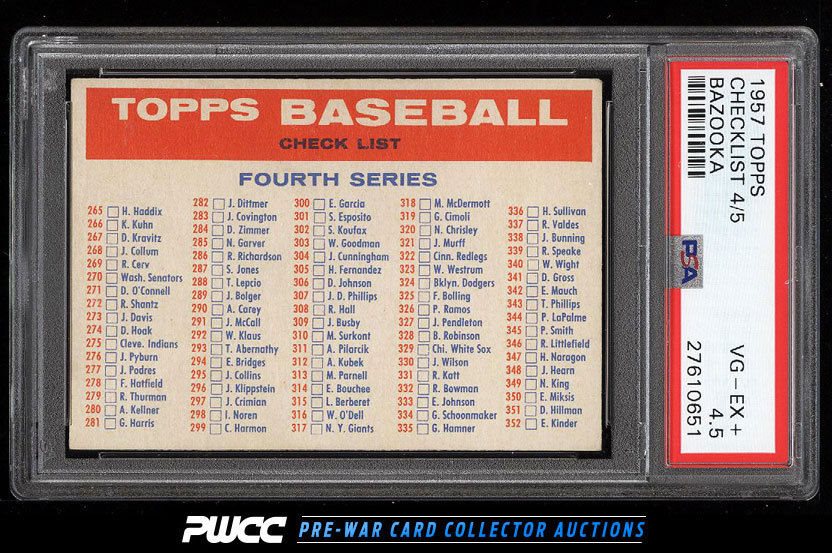 TOPPS BASEBALL
CHECK LIST
FOURTH SERIES
265 H. Haddix
266 K. Kuhn
267 D. Kravitz
268 J. Collum
269 R. Cerv
270 Wash. Senators
271 D. O'Connell
272 R. Shantz
273 J. Davis
274 D. Hoak
275 Cleve. Indians
276 J. Pyburn
277 J. Podres
278 F. Hatfield
279 R. Thurman
280 A. Kellner
281 G. Harris
282 J. Dittmer
283 J. Covington
284 D. Zimmer
285 N. Garver
286 R. Richardson
287 S. Jones
288 T. Lepcio
289 J. Bolger
290 A. Carey
291 J. McCall
292 W. Klaus
293 T. Abernathy
294 E. Bridges
295 J. Collins
296 T. Klippstein
297 J. Crimian
298 I. Noren
299 C. Harmon
300 E. Garcia
301 S. Esposito
302 S. Koufax
303 W. Goodman
304 J. Cunningham
305 H. Fernandez
306 D. Johnson
307 J. D. Phillips
308 R. Hall
309 J. Busby
310 M. Surkont
311 A. Pilarcik
312 A. Kubek
313 M. Parnell
314 E. Bouchee
315 L. Berberet
316 W. O'Dell
317 N. Y. Giants
318 M. McDermott
319 G. Cimoli
320 N. Chrisley
321 J. Murff
322 Cinn. Redlegs
323 W. Westrum
324 Bklyn. Dodgers
325 F. Bolling
326 P. Ramos
327 J. Pendleton
328 B. Robinson
329 Chi. White Sox
330 J. Wilson
331 R. Katt
332 R. Bowman
333 E. Johnson
334 G. Schoonmaker
335 G. Hamner
336 H. Sullivan
337 R. Valdes
338 J. Bunning
339 R. Speake
340 W. Wight
341 D. Gross
342 E. Mauch
343 T. Phillips
344 P. LaPalme
345 P. Smith
346 R. Littlefield
347 H. Naragon
348 J. Hearn
349 N. King
350 E. Miksis
351 D. Hillman
352 E. Kinder
1957 TOPPS
CHECKLIST 4/5
BAZOOKA
PSA
VG - EX +
4.5
27610651
PWCC PRE-WAR CARD COLLECTOR AUCTIONS